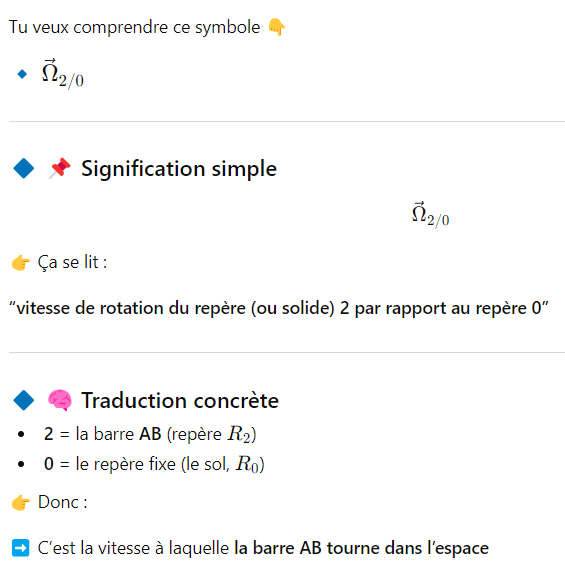 Tu veux comprendre ce symbole 👇
🔹 $\vec{\Omega}_{2/0}$
🔷 📌 Signification simple
$\vec{\Omega}_{2/0}$
👉 Ça se lit :
“vitesse de rotation du repère (ou solide) 2 par rapport au repère 0”
🔷 🧠 Traduction concrète
• 2 = la barre AB (repère $R_2$)
• 0 = le repère fixe (le sol, $R_0$)
👉 Donc :
➡️ C’est la vitesse à laquelle la barre AB tourne dans l’espace